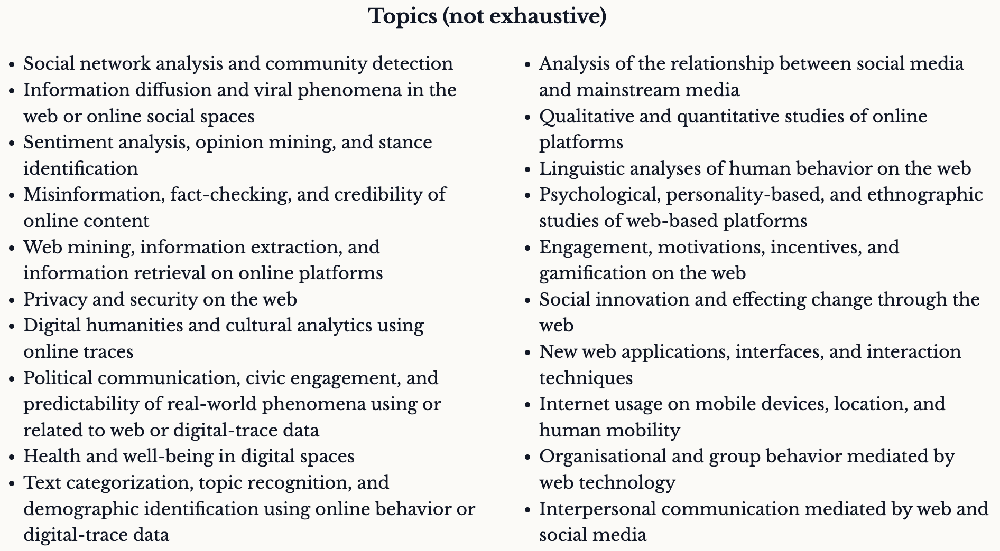 Topics (not exhaustive)
• Social network analysis and community detection
• Information diffusion and viral phenomena in the
web or online social spaces
• Sentiment analysis, opinion mining, and stance
identification
• Misinformation, fact-checking, and credibility of
online content
• Web mining, information extraction, and
information retrieval on online platforms
• Privacy and security on the web
• Digital humanities and cultural analytics using
online traces
• Political communication, civic engagement, and
predictability of real-world phenomena using or
related to web or digital-trace data
• Health and well-being in digital spaces
• Text categorization, topic recognition, and
demographic identification using online behavior or
digital-trace data
• Analysis of the relationship between social media
and mainstream media
• Qualitative and quantitative studies of online
platforms
• Linguistic analyses of human behavior on the web
• Psychological, personality-based, and ethnographic
studies of web-based platforms
• Engagement, motivations, incentives, and
gamification on the web
• Social innovation and effecting change through the
web
• New web applications, interfaces, and interaction
techniques
• Internet usage on mobile devices, location, and
human mobility
• Organisational and group behavior mediated by
web technology
• Interpersonal communication mediated by web and
social media